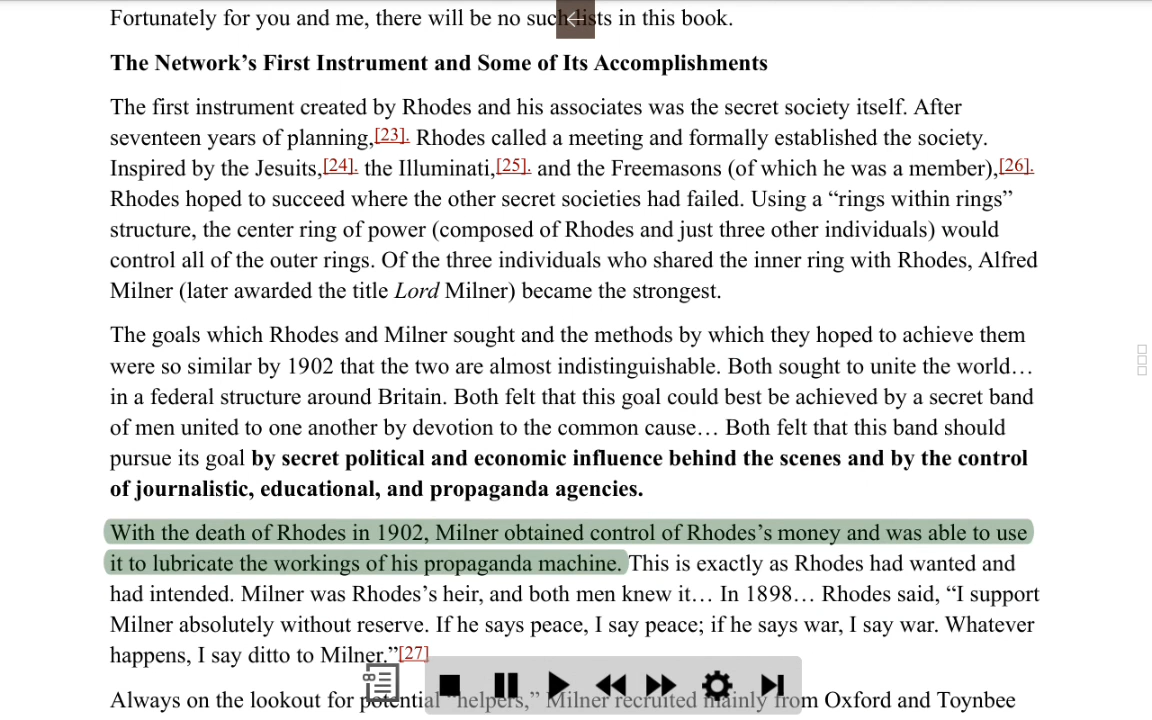 Fortunately for you and me, there will be no such lists in this book.
The Network’s First Instrument and Some of Its Accomplishments
The first instrument created by Rhodes and his associates was the secret society itself. After
seventeen years of planning,[23]. Rhodes called a meeting and formally established the society.
Inspired by the Jesuits,[24]. the Illuminati,[25]. and the Freemasons (of which he was a member),[26].
Rhodes hoped to succeed where the other secret societies had failed. Using a “rings within rings”
structure, the center ring of power (composed of Rhodes and just three other individuals) would
control all of the outer rings. Of the three individuals who shared the inner ring with Rhodes, Alfred
Milner (later awarded the title Lord Milner) became the strongest.
The goals which Rhodes and Milner sought and the methods by which they hoped to achieve them
were so similar by 1902 that the two are almost indistinguishable. Both sought to unite the world…
in a federal structure around Britain. Both felt that this goal could best be achieved by a secret band
of men united to one another by devotion to the common cause… Both felt that this band should
pursue its goal by secret political and economic influence behind the scenes and by the control
of journalistic, educational, and propaganda agencies.
With the death of Rhodes in 1902, Milner obtained control of Rhodes’s money and was able to use
it to lubricate the workings of his propaganda machine. This is exactly as Rhodes had wanted and
had intended. Milner was Rhodes’s heir, and both men knew it… In 1898… Rhodes said, “I support
Milner absolutely without reserve. If he says peace, I say peace; if he says war, I say war. Whatever
happens, I say ditto to Milner.”[27]
Always on the lookout for potential “helpers,” Milner recruited mainly from Oxford and Toynbee